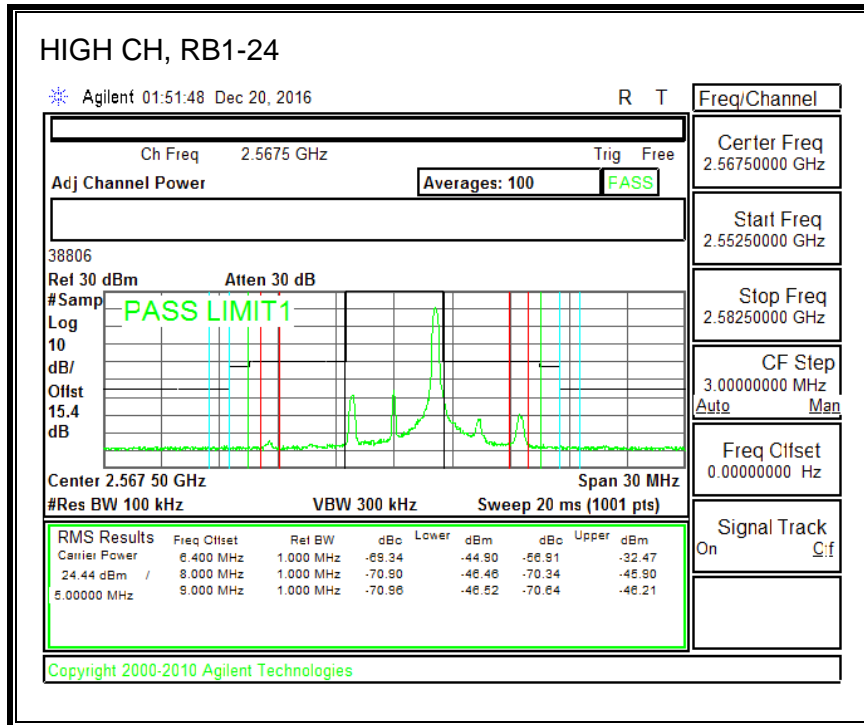 HIGH CH, RB1-24
Agilent 01:51:48 Dec 20, 2016 R T
Freq/Channel
Ch Freq 2.5675 GHz Trig Free
Adj Channel Power Averages: 100 PASS
38806
Ref 30 dBm Atten 30 dB
#Samp
Log
10
dB/
Offst
15.4
dB
PASS LIMIT1
Center 2.567 50 GHz Span 30 MHz
#Res BW 100 kHz VBW 300 kHz Sweep 20 ms (1001 pts)
RMS Results Freq Offset Ref BW dBc Lower dBm dBc Upper dBm
Carrier Power 6.400 MHz 1.000 MHz -69.34 -44.90 -56.91 -32.47
24.44 dBm / 8.000 MHz 1.000 MHz -70.90 -46.46 -70.34 -45.90
5.00000 MHz 9.000 MHz 1.000 MHz -70.96 -46.52 -70.64 -46.21
Center Freq
2.56750000 GHz
Start Freq
2.55250000 GHz
Stop Freq
2.58250000 GHz
CF Step
3.00000000 MHz
Auto Man
Freq Offset
0.00000000 Hz
Signal Track
On Off
Copyright 2000-2010 Agilent Technologies